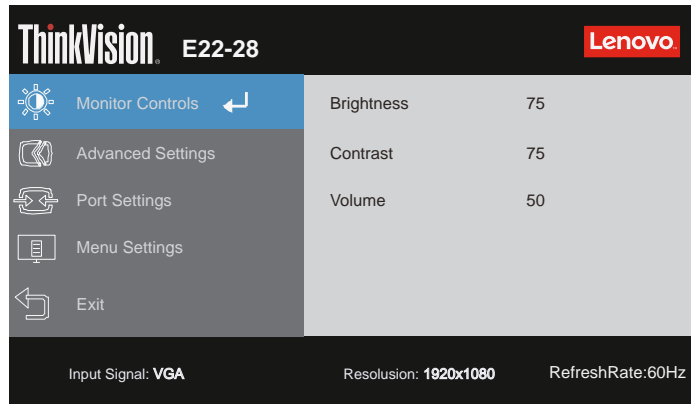 ThinkVision. E22-28 Lenovo.
Monitor Controls Brightness 75
Advanced Settings Contrast 75
Port Settings Volume 50
Menu Settings
Exit
Input Signal: VGA Resolusion: 1920x1080 RefreshRate:60Hz